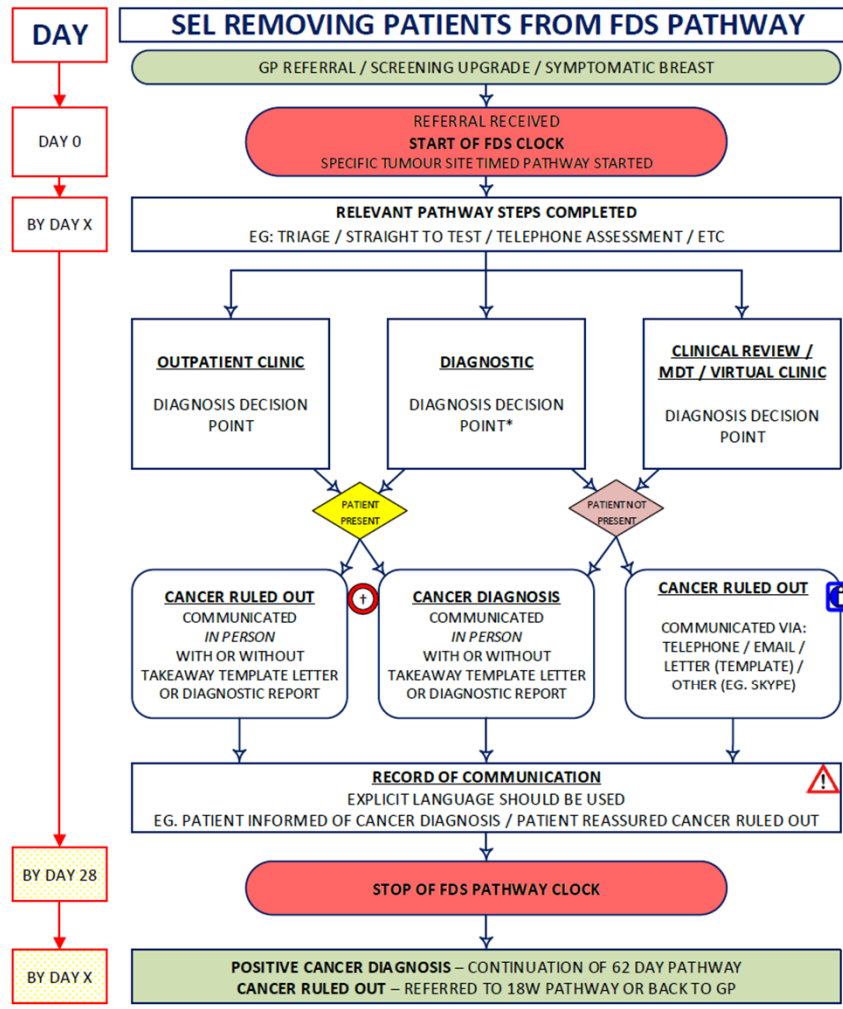 DAY
SEL REMOVING PATIENTS FROM FDS PATHWAY
GP REFERRAL / SCREENING UPGRADE / SYMPTOMATIC BREAST
DAY 0
REFERRAL RECEIVED
START OF FDS CLOCK
SPECIFIC TUMOUR SITE TIMED PATHWAY STARTED
BY DAY X
RELEVANT PATHWAY STEPS COMPLETED
EG: TRIAGE / STRAIGHT TO TEST / TELEPHONE ASSESSMENT / ETC
OUTPATIENT CLINIC
DIAGNOSIS DECISION
POINT
DIAGNOSTIC
DIAGNOSIS DECISION
POINT*
CLINICAL REVIEW /
MDT / VIRTUAL CLINIC
DIAGNOSIS DECISION
POINT
PATIENT
PRESENT
PATIENT NOT
PRESENT
CANCER RULED OUT
COMMUNICATED
IN PERSON
WITH OR WITHOUT
TAKEAWAY TEMPLATE LETTER
OR DIAGNOSTIC REPORT
†
CANCER DIAGNOSIS
COMMUNICATED
IN PERSON
WITH OR WITHOUT
TAKEAWAY TEMPLATE LETTER
OR DIAGNOSTIC REPORT
CANCER RULED OUT
COMMUNICATED VIA:
TELEPHONE / EMAIL /
LETTER (TEMPLATE) /
OTHER (EG. SKYPE)
RECORD OF COMMUNICATION
EXPLICIT LANGUAGE SHOULD BE USED
EG. PATIENT INFORMED OF CANCER DIAGNOSIS / PATIENT REASSURED CANCER RULED OUT
!
BY DAY 28
STOP OF FDS PATHWAY CLOCK
BY DAY X
POSITIVE CANCER DIAGNOSIS – CONTINUATION OF 62 DAY PATHWAY
CANCER RULED OUT – REFERRED TO 18W PATHWAY OR BACK TO GP